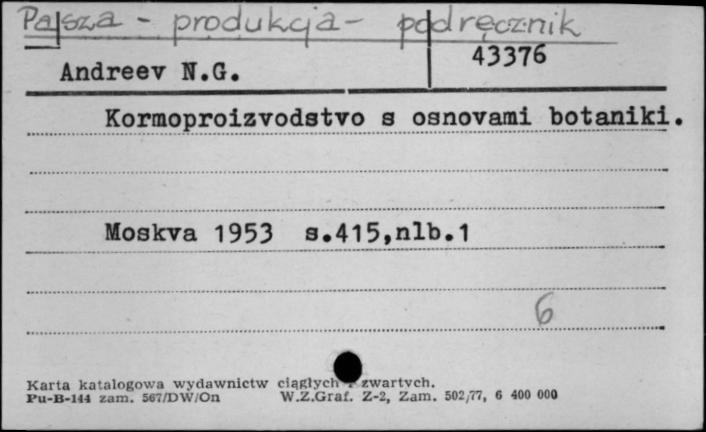 Pasza - produkcja - podręcznik
43376
Andreev N.G.
Kormoproizvodstvo s osnovami botaniki.
Moskva 1953 s.415,nlb.1
6
Karta katalogowa wydawnictw ciągłych i zwartych.
Pu-B-144 zam. 567/DW/On W.Z.Graf. Z-2, Zam. 502/77, 6 400 000